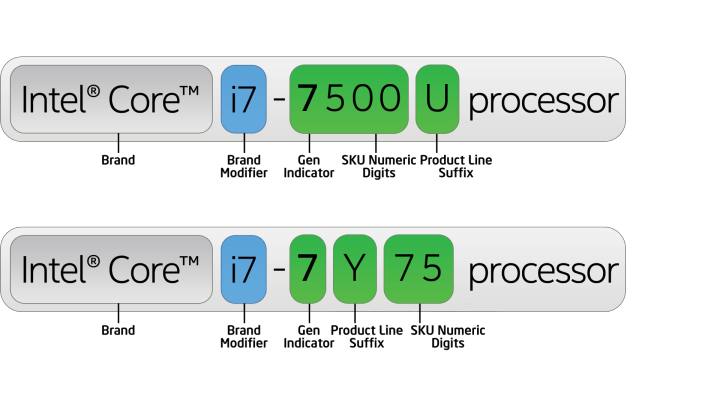 Intel® Core™ i7 - 7500 U processor
Brand
Brand Modifier
Gen Indicator
SKU Numeric Digits
Product Line Suffix
Intel® Core™ i7 - 7 Y 75 processor
Brand
Brand Modifier
Gen Indicator
Product Line Suffix
SKU Numeric Digits